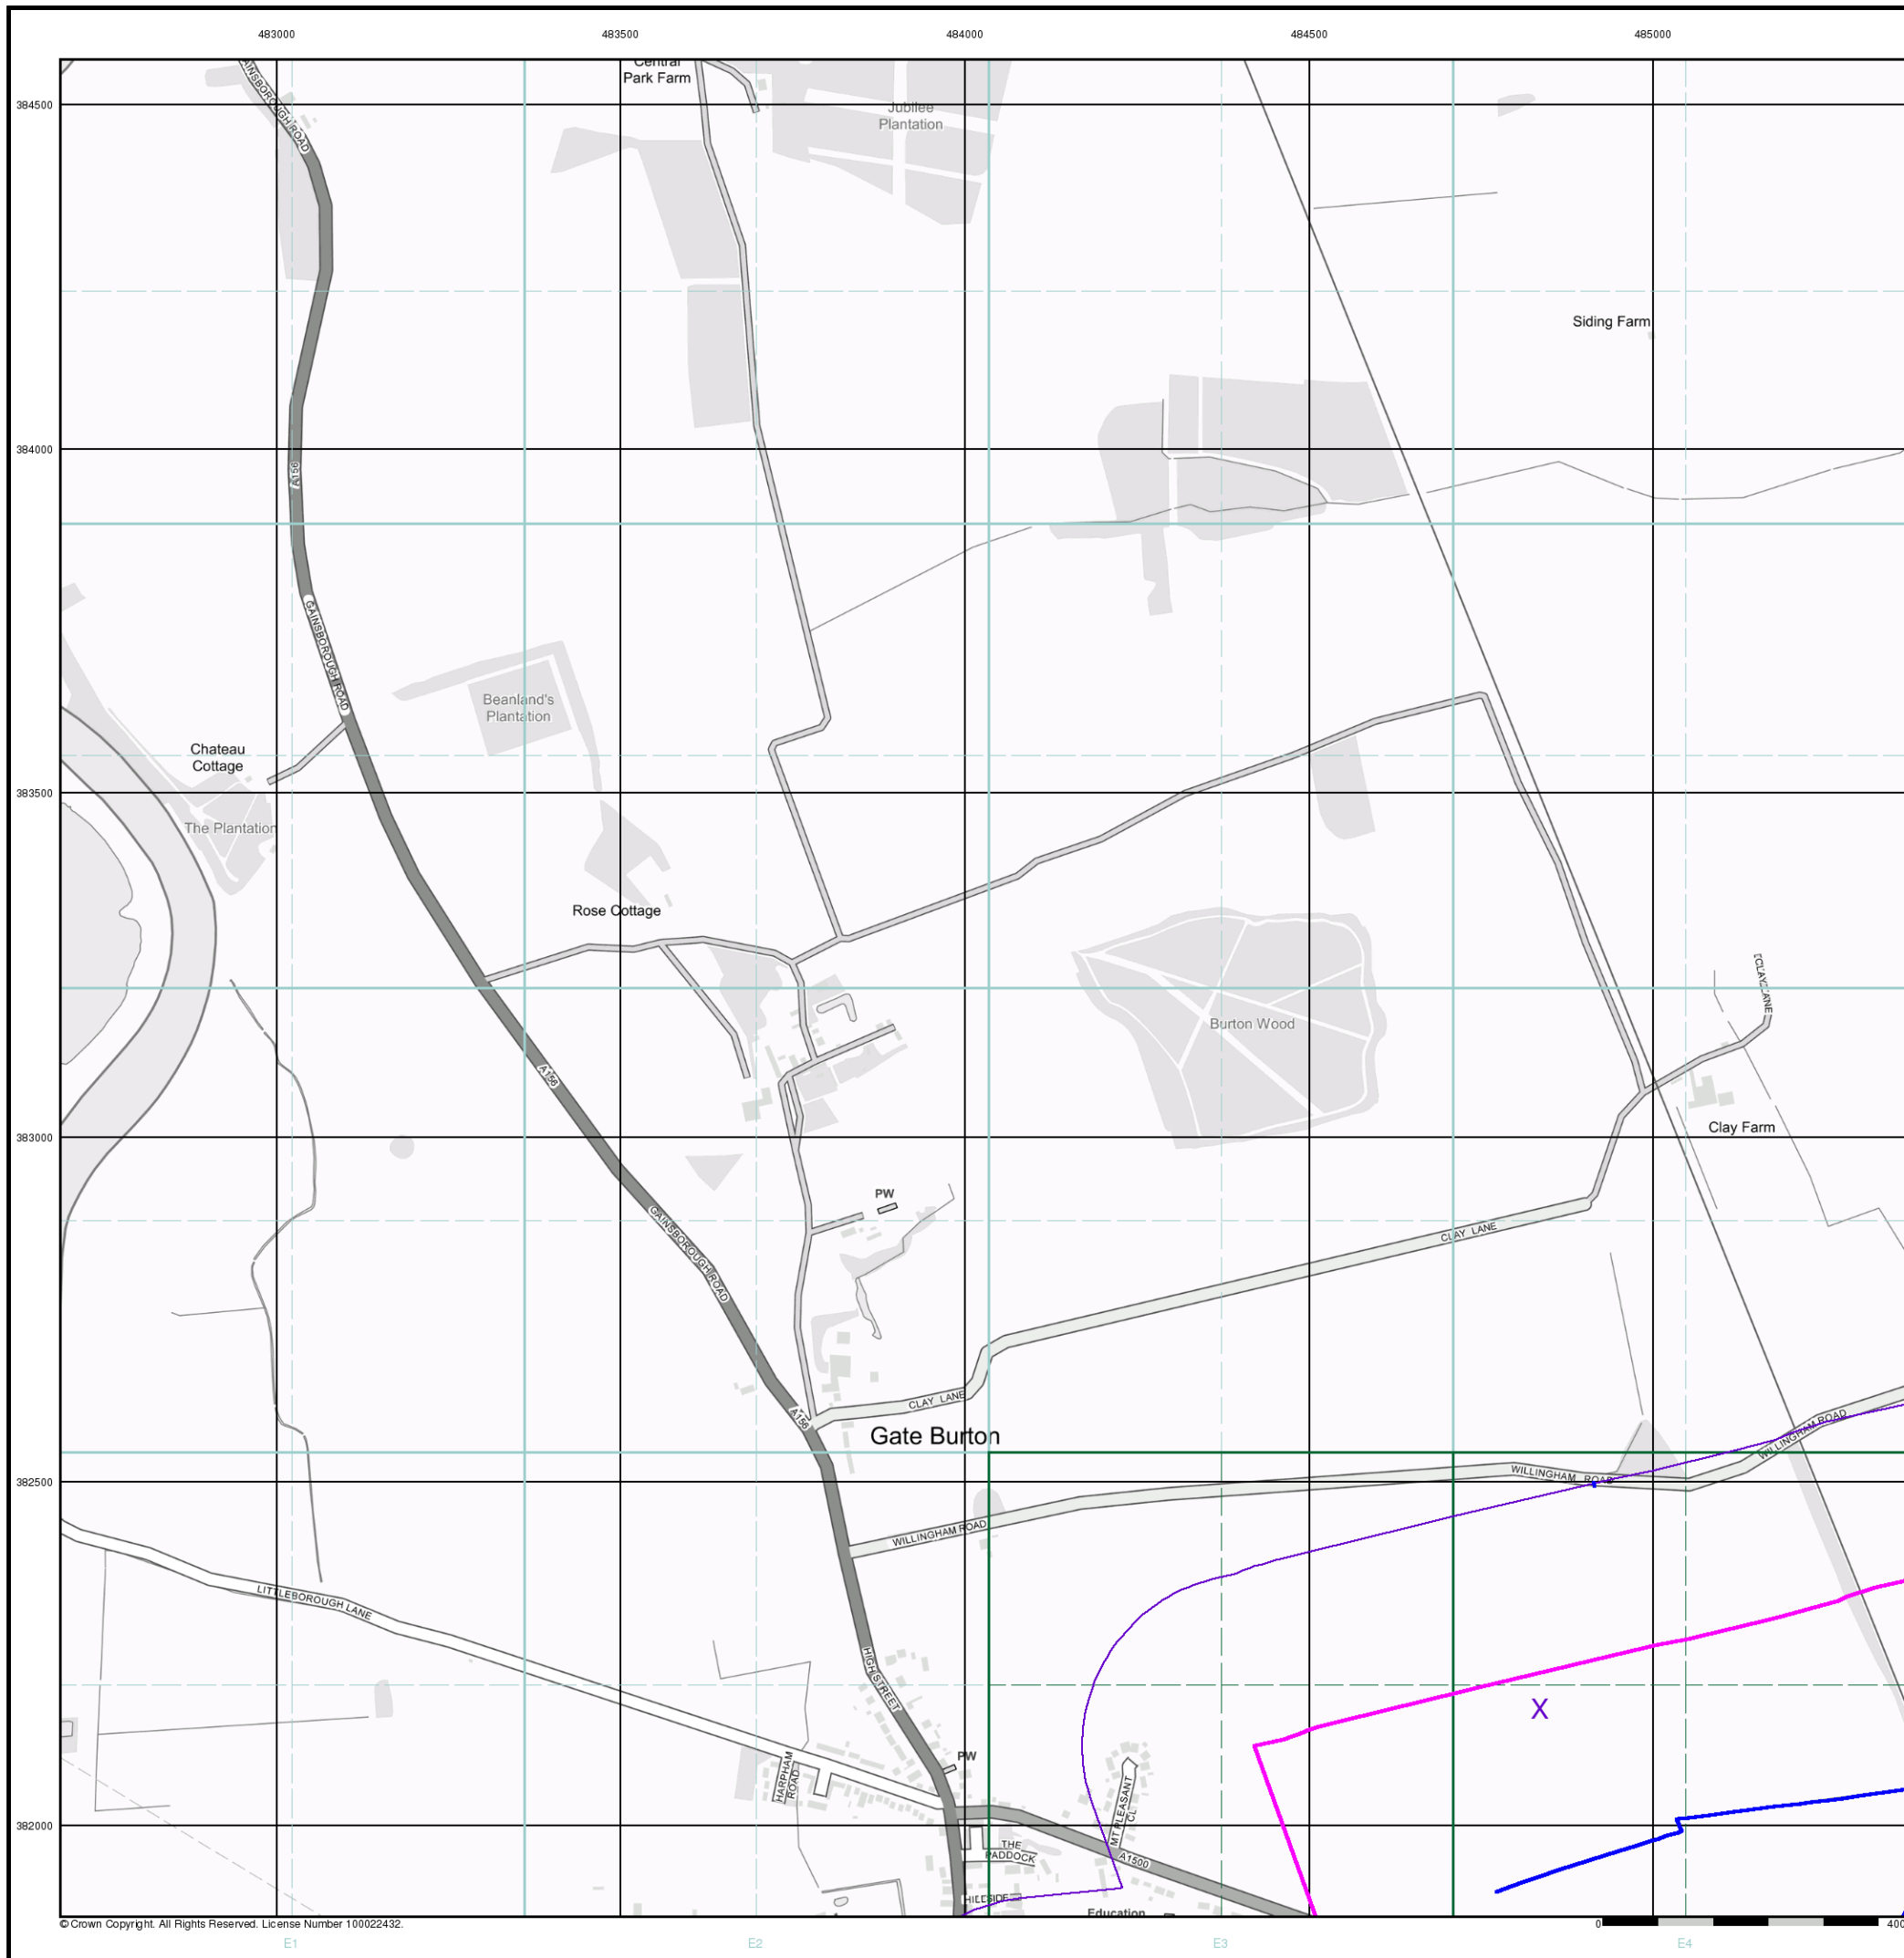 483000 483500 484000 484500 485000
Central
Park Farm
384500
GAINSBOROUGH ROAD
Jubilee
Plantation
Siding Farm
384000
A156
GAINSBOROUGH ROAD
Beanland's
Plantation
Chateau
Cottage
383500
The Plantation
Rose Cottage
CLAY LANE
Burton Wood
A156
383000
Clay Farm
PW
GAINSBOROUGH ROAD
CLAY LANE
CLAY LANE
A156
Gate Burton
WILLINGHAM ROAD
382500
WILLINGHAM ROAD
WILLINGHAM ROAD
LITTLEBOROUGH LANE
HIGH STREET
X
PW
HARPHAM
ROAD
MT PLEASANT
CL
382000
THE
PADDOCK
A1500
HILLSIDE
Education
© Crown Copyright. All Rights Reserved. License Number 100022432.
0 400
E1 E2 E3 E4